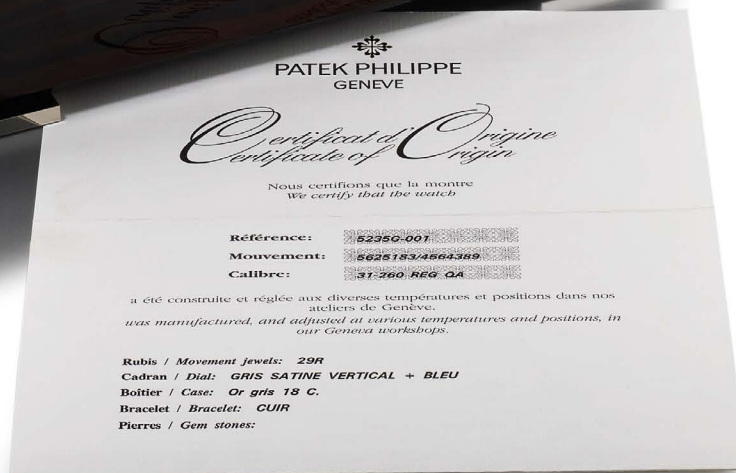 PATEK PHILIPPE
GENEVE
Certificat d'Origine
Certificate of Origin
Nous certifions que la montre
We certify that the watch
Référence: 5235G-001
Mouvement: 5625183/4564389
Calibre: 31-260 REG QA
a été construite et réglée aux diverses températures et positions dans nos
ateliers de Genève.
was manufactured, and adjusted at various temperatures and positions, in
our Geneva workshops.
Rubis / Movement jewels: 29R
Cadran / Dial: GRIS SATINE VERTICAL + BLEU
Boîtier / Case: Or gris 18 C.
Bracelet / Bracelet: CUIR
Pierres / Gem stones: